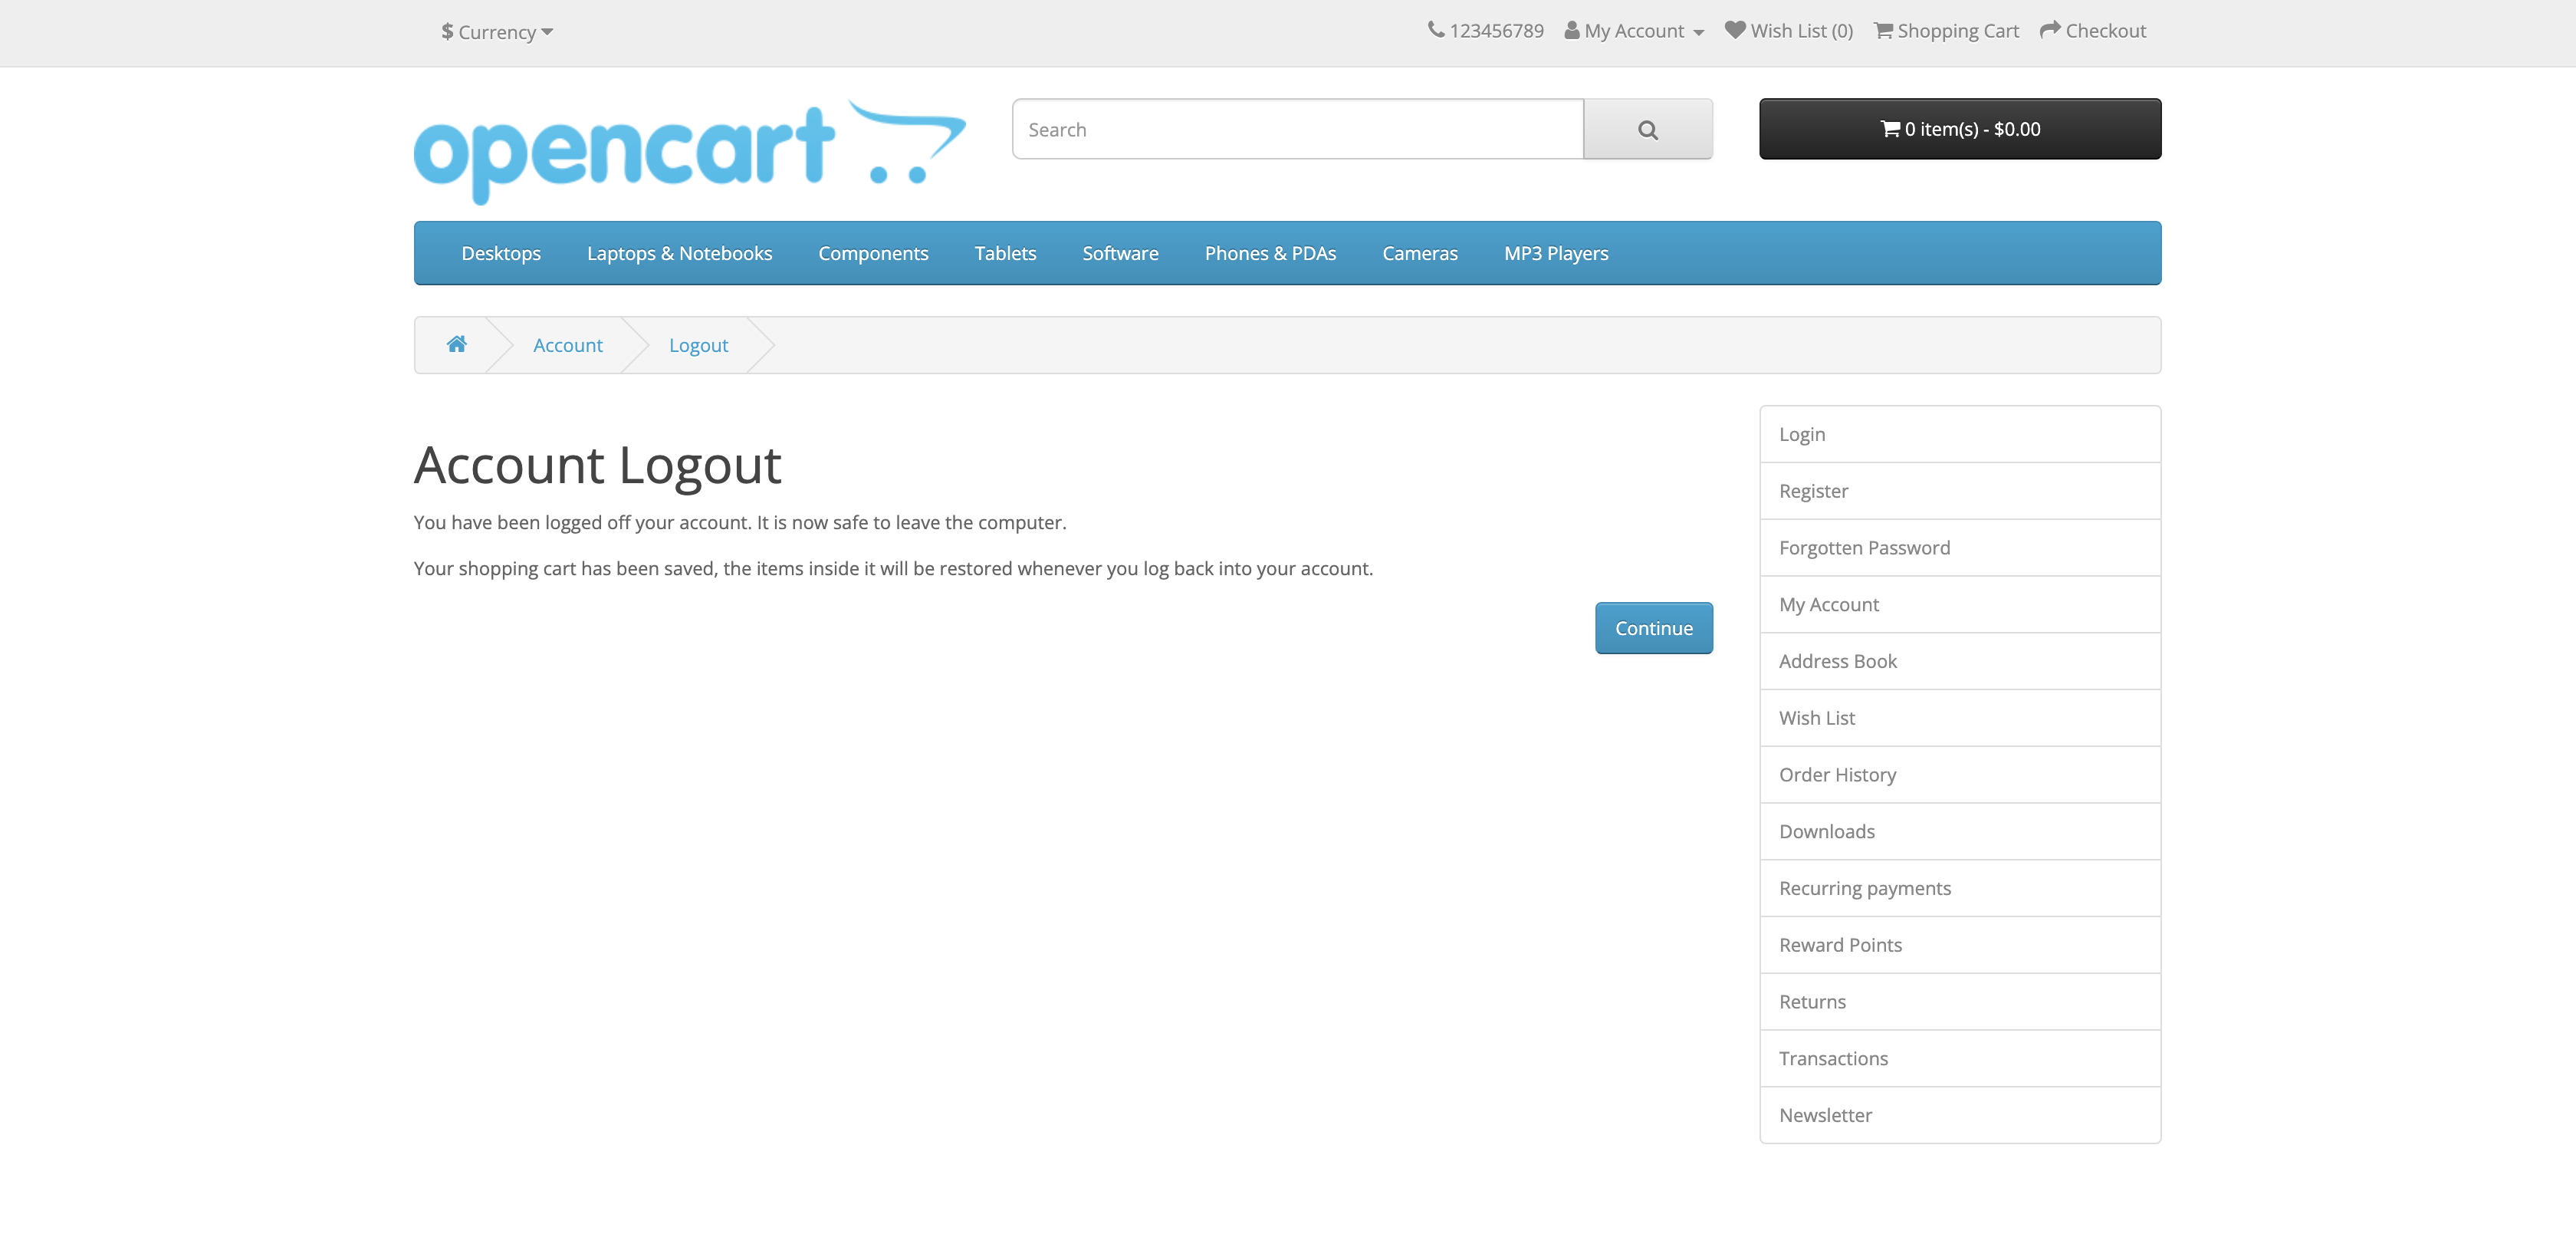 $ Currency
123456789 My Account Wish List (0) Shopping Cart Checkout
opencart
Search
0 item(s) - $0.00
Desktops Laptops & Notebooks Components Tablets Software Phones & PDAs Cameras MP3 Players
Account Logout
Account Logout
You have been logged off your account. It is now safe to leave the computer.
Your shopping cart has been saved, the items inside it will be restored whenever you log back into your account.
Continue
Login
Register
Forgotten Password
My Account
Address Book
Wish List
Order History
Downloads
Recurring payments
Reward Points
Returns
Transactions
Newsletter